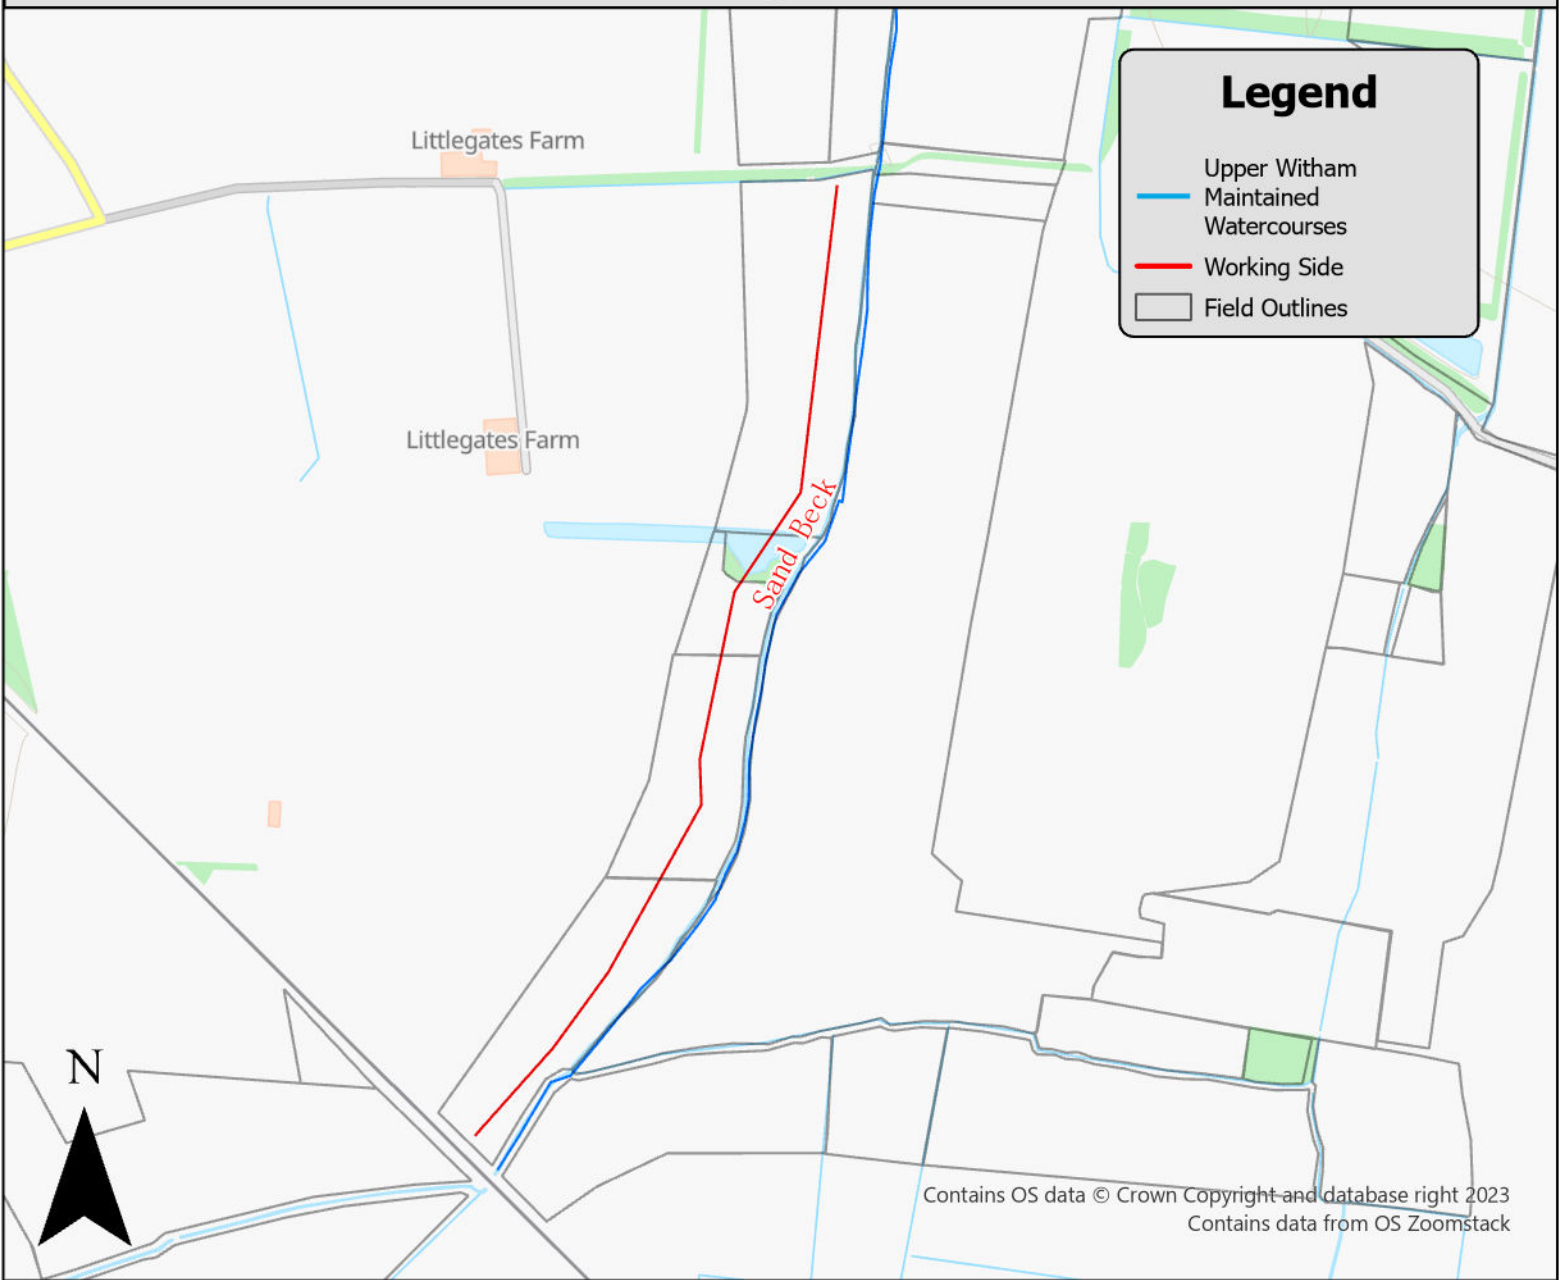 Littlegates Farm
Legend
Upper Witham
Maintained
Watercourses
Working Side
Field Outlines
Littlegates Farm
Sand Beck
N
Contains OS data © Crown Copyright and database right 2023
Contains data from OS Zoomstack